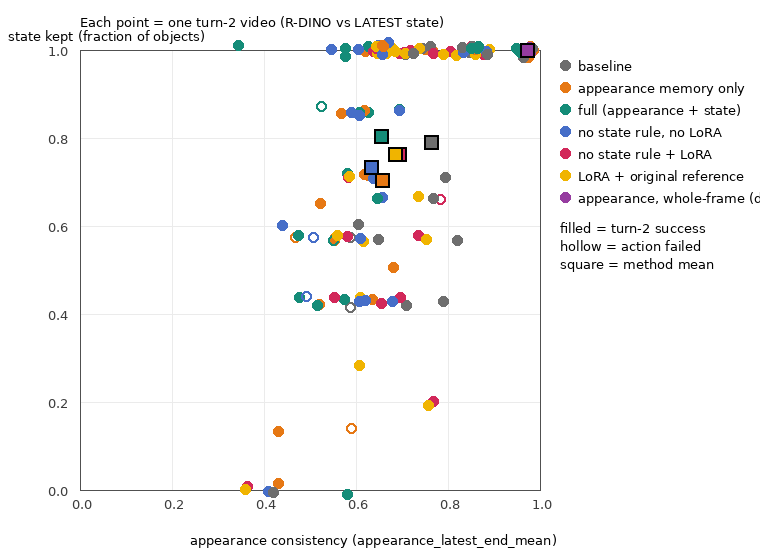 Each point = one turn-2 video (R-DINO vs LATEST state)
state kept (fraction of objects)
1.0
0.8
0.6
0.4
0.2
0.0
0.0 0.2 0.4 0.6 0.8 1.0
appearance consistency (appearance_latest_end_mean)
baseline
appearance memory only
full (appearance + state)
no state rule, no LoRA
no state rule + LoRA
LoRA + original reference
appearance, whole-frame (d
filled = turn-2 success
hollow = action failed
square = method mean